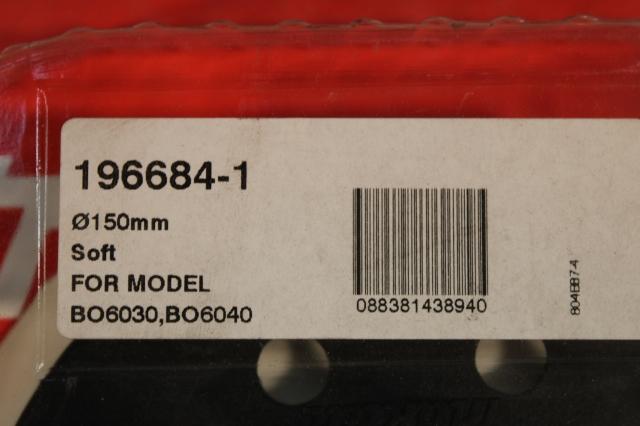 196684-1
Ø150mm
Soft
FOR MODEL
BO6030,BO6040
088381438940
804BB7-4